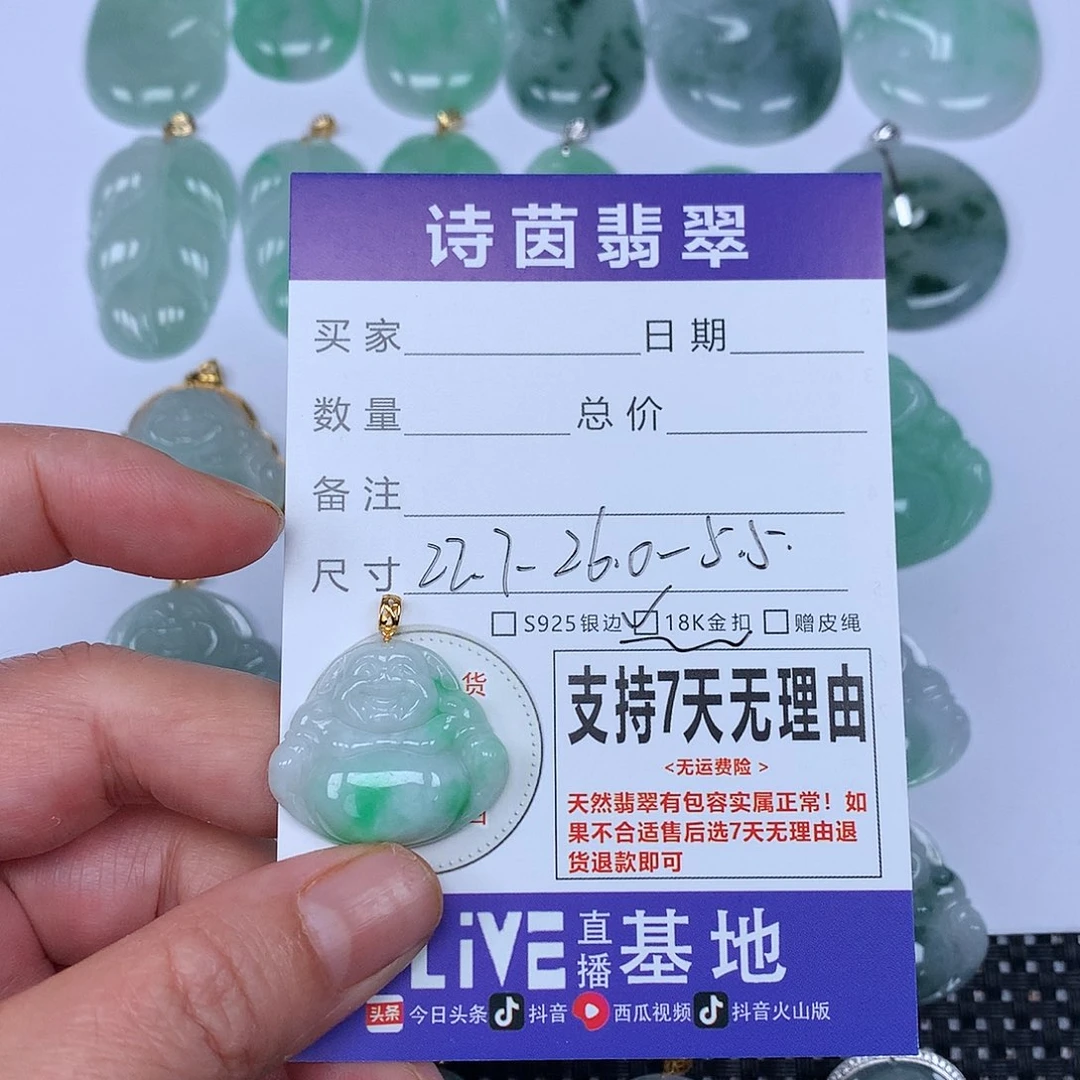 诗茵翡翠
买家 日期
数量 总价
备注
尺寸 22.7-26.0-5.5.
S925银边 18K金扣 赠皮绳
货
支持7天无理由
<无运费险>
天然翡翠有包容实属正常！如
果不合适售后选7天无理由退
货退款即可
LiVE 直播 基地
头条 今日头条 抖音 西瓜视频 抖音火山版